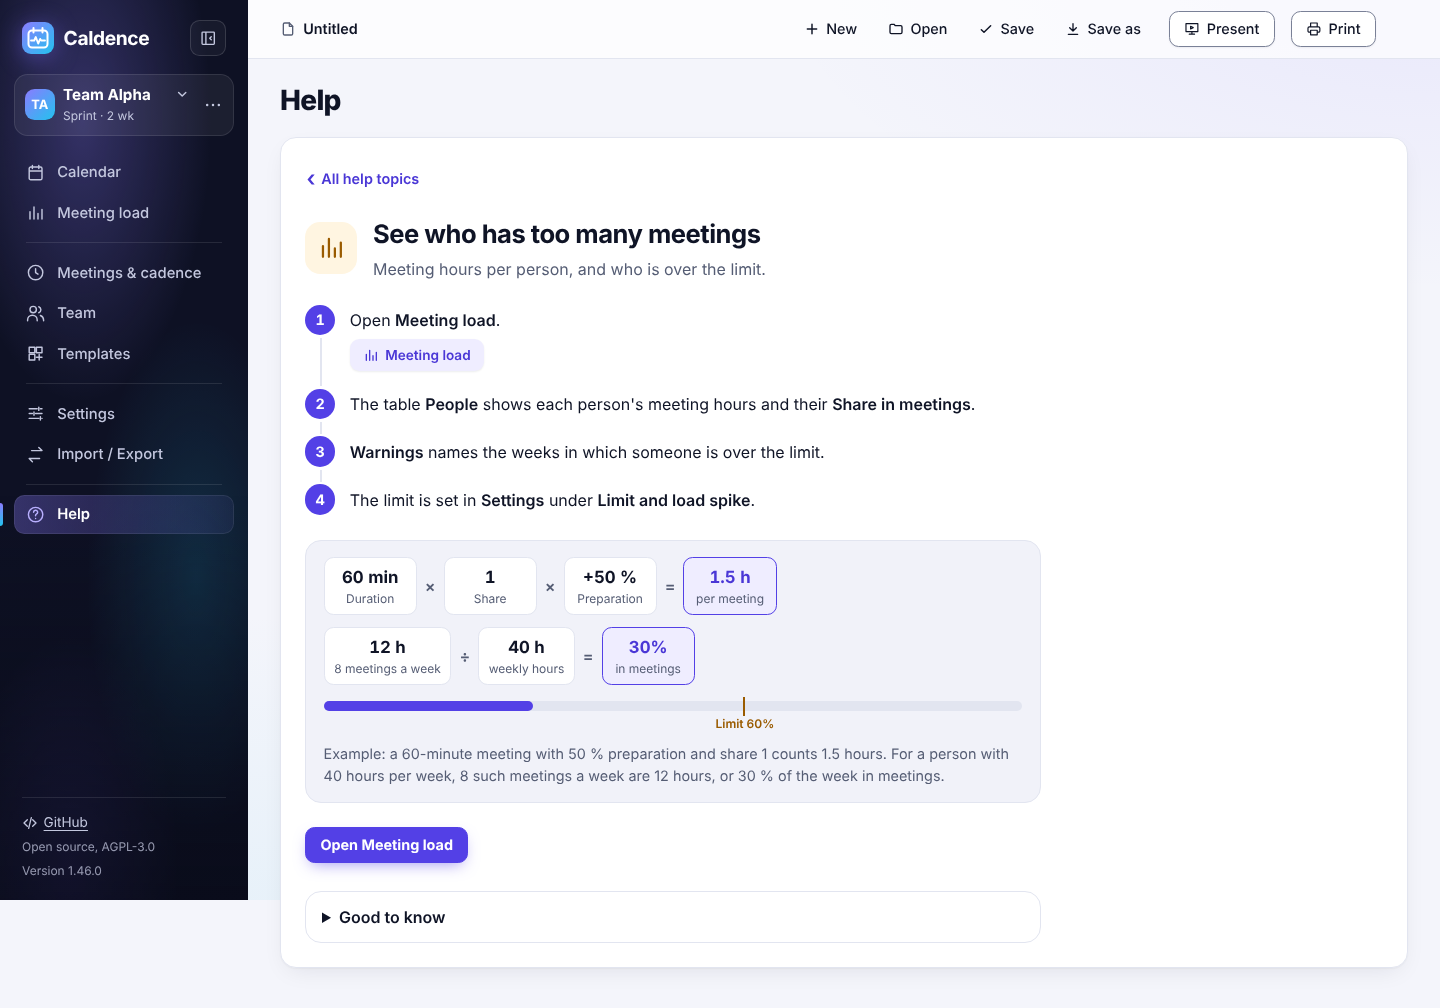 Caldence
TA
Team Alpha
Sprint · 2 wk
Calendar
Meeting load
Meetings & cadence
Team
Templates
Settings
Import / Export
Help
GitHub
Open source, AGPL-3.0
Version 1.46.0
Untitled
New
Open
Save
Save as
Present
Print
Help
All help topics
See who has too many meetings
Meeting hours per person, and who is over the limit.
1 Open Meeting load.
Meeting load
2 The table People shows each person's meeting hours and their Share in meetings.
3 Warnings names the weeks in which someone is over the limit.
4 The limit is set in Settings under Limit and load spike.
60 min × 1 × +50 % = 1.5 h
Duration Share Preparation per meeting
12 h ÷ 40 h = 30%
8 meetings a week weekly hours in meetings
Limit 60%
Example: a 60-minute meeting with 50 % preparation and share 1 counts 1.5 hours. For a person with
40 hours per week, 8 such meetings a week are 12 hours, or 30 % of the week in meetings.
Open Meeting load
Good to know